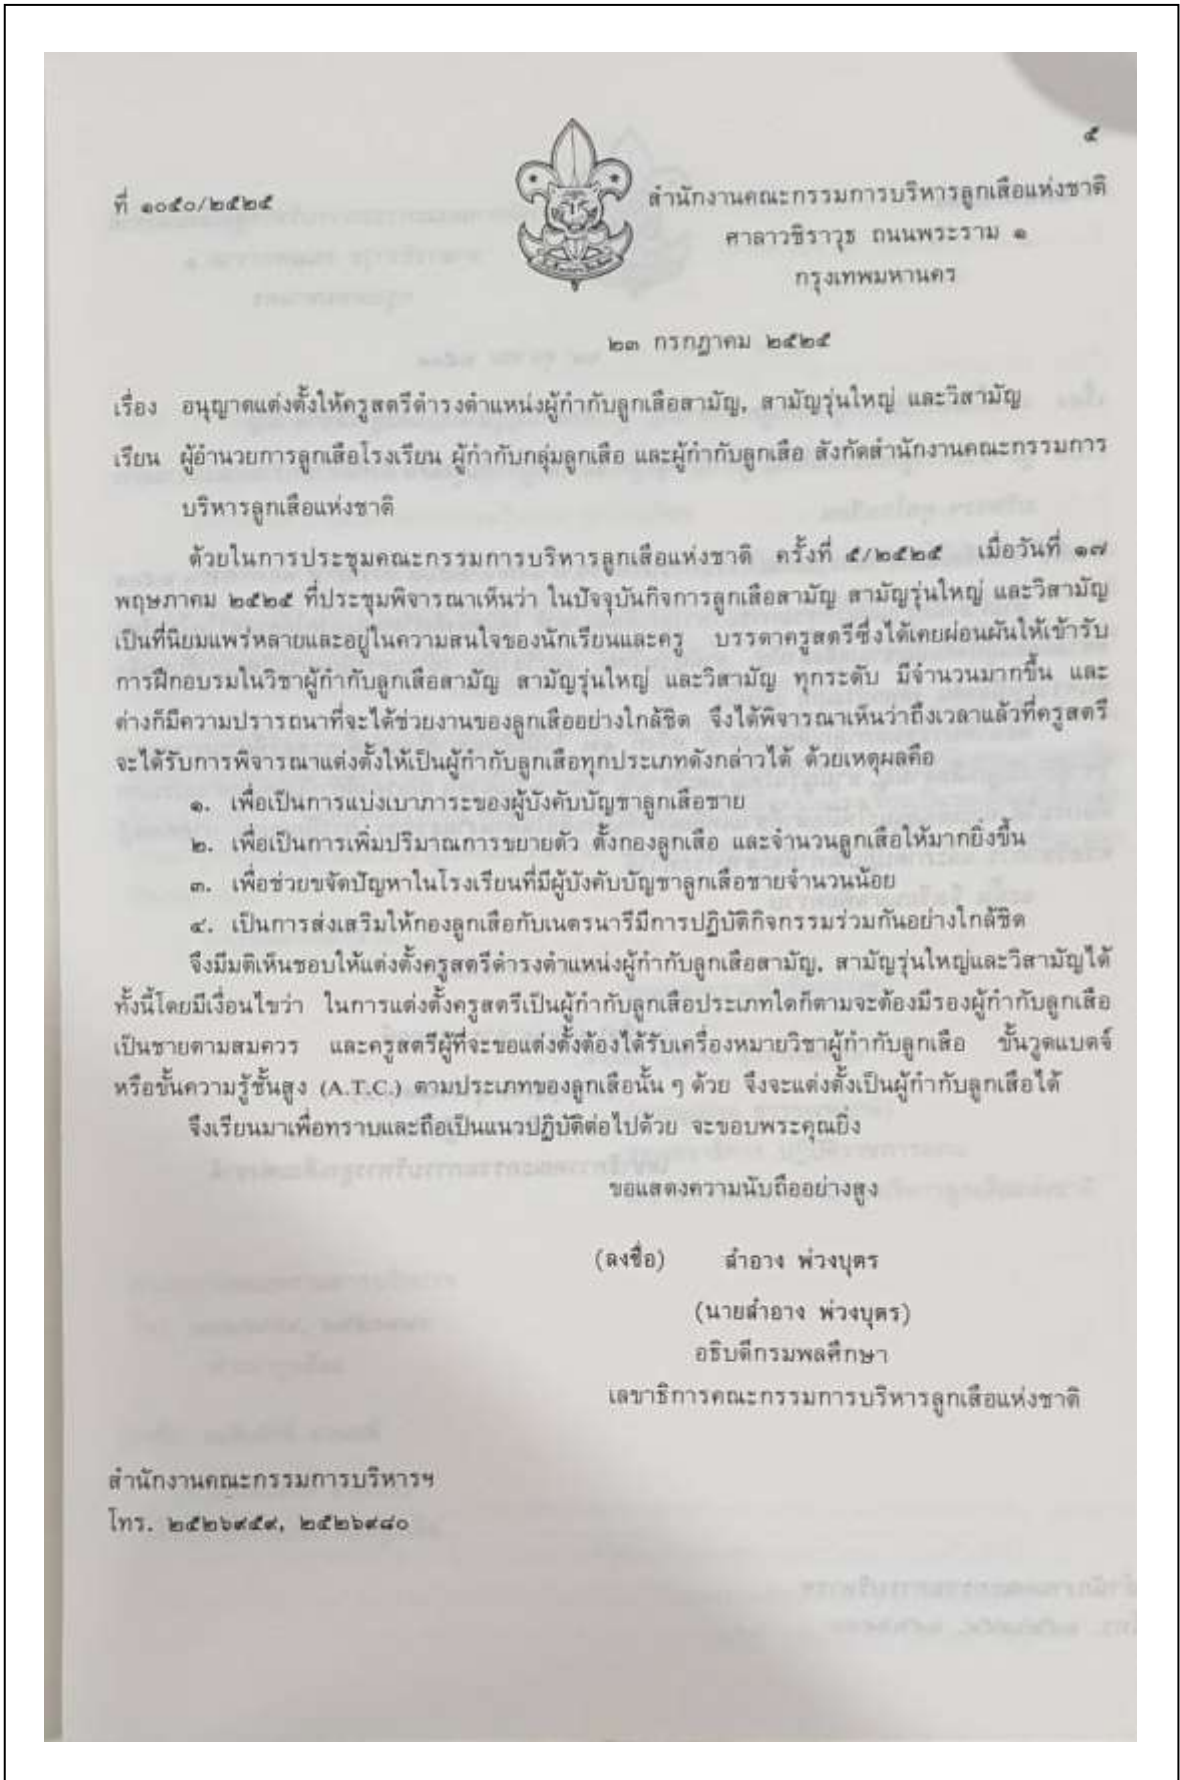 ๕
ที่ ๑๐๕๐/๒๕๒๕
สำนักงานคณะกรรมการบริหารลูกเสือแห่งชาติ
ศาลาวชิราวุธ ถนนพระราม ๑
กรุงเทพมหานคร
๒๓ กรกฎาคม ๒๕๒๕
เรื่อง อนุญาตแต่งตั้งให้ครูสตรีดำรงตำแหน่งผู้กำกับลูกเสือสามัญ, สามัญรุ่นใหญ่ และวิสามัญ
เรียน ผู้อำนวยการลูกเสือโรงเรียน ผู้กำกับกลุ่มลูกเสือ และผู้กำกับลูกเสือ สังกัดสำนักงานคณะกรรมการ
บริหารลูกเสือแห่งชาติ
ด้วยในการประชุมคณะกรรมการบริหารลูกเสือแห่งชาติ ครั้งที่ ๕/๒๕๒๕ เมื่อวันที่ ๑๗
พฤษภาคม ๒๕๒๕ ที่ประชุมพิจารณาเห็นว่า ในปัจจุบันกิจการลูกเสือสามัญ สามัญรุ่นใหญ่ และวิสามัญ
เป็นที่นิยมแพร่หลายและอยู่ในความสนใจของนักเรียนและครู บรรดาครูสตรีซึ่งได้เคยผ่อนผันให้เข้ารับ
การฝึกอบรมในวิชาผู้กำกับลูกเสือสามัญ สามัญรุ่นใหญ่ และวิสามัญ ทุกระดับ มีจำนวนมากขึ้น และ
ต่างก็มีความปรารถนาที่จะได้ช่วยงานของลูกเสืออย่างใกล้ชิด จึงได้พิจารณาเห็นว่าถึงเวลาแล้วที่ครูสตรี
จะได้รับการพิจารณาแต่งตั้งให้เป็นผู้กำกับลูกเสือทุกประเภทดังกล่าวได้ ด้วยเหตุผลคือ
๑. เพื่อเป็นการแบ่งเบาภาระของผู้บังคับบัญชาลูกเสือชาย
๒. เพื่อเป็นการเพิ่มปริมาณการขยายตัว ตั้งกองลูกเสือ และจำนวนลูกเสือให้มากยิ่งขึ้น
๓. เพื่อช่วยขจัดปัญหาในโรงเรียนที่มีผู้บังคับบัญชาลูกเสือชายจำนวนน้อย
๔. เป็นการส่งเสริมให้กองลูกเสือกับเนตรนารีมีการปฏิบัติกิจกรรมร่วมกันอย่างใกล้ชิด
จึงมีมติเห็นชอบให้แต่งตั้งครูสตรีดำรงตำแหน่งผู้กำกับลูกเสือสามัญ, สามัญรุ่นใหญ่และวิสามัญได้
ทั้งนี้โดยมีเงื่อนไขว่า ในการแต่งตั้งครูสตรีเป็นผู้กำกับลูกเสือประเภทใดก็ตามจะต้องมีรองผู้กำกับลูกเสือ
เป็นชายตามสมควร และครูสตรีผู้ที่จะขอแต่งตั้งต้องได้รับเครื่องหมายวิชาผู้กำกับลูกเสือ ขั้นวูดแบดจ์
หรือขั้นความรู้ชั้นสูง (A.T.C.) ตามประเภทของลูกเสือนั้น ๆ ด้วย จึงจะแต่งตั้งเป็นผู้กำกับลูกเสือได้
จึงเรียนมาเพื่อทราบและถือเป็นแนวปฏิบัติต่อไปด้วย จะขอบพระคุณยิ่ง
ขอแสดงความนับถืออย่างสูง
(ลงชื่อ) สำอาง พ่วงบุตร
(นายสำอาง พ่วงบุตร)
อธิบดีกรมพลศึกษา
เลขาธิการคณะกรรมการบริหารลูกเสือแห่งชาติ
สำนักงานคณะกรรมการบริหารฯ
โทร. ๒๕๒๖๙๕๙, ๒๕๒๖๙๘๐